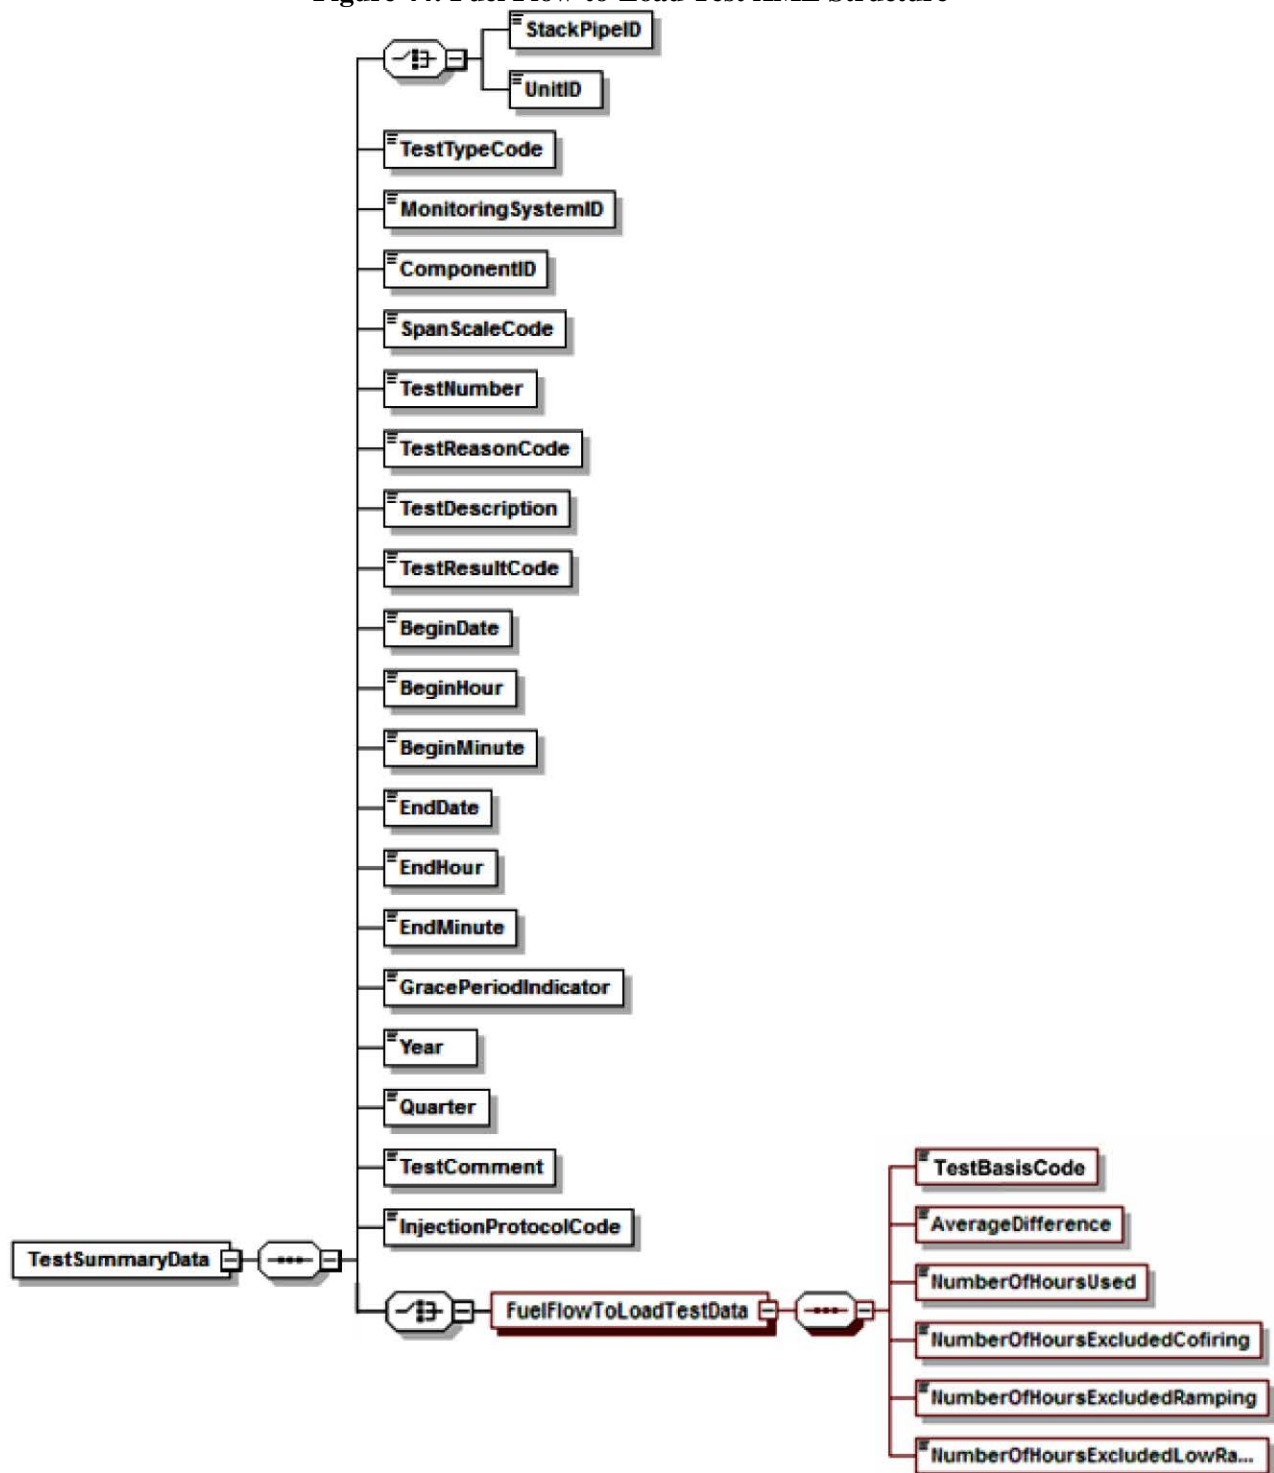 StackPipeID
UnitID
TestTypeCode
MonitoringSystemID
ComponentID
SpanScaleCode
TestNumber
TestReasonCode
TestDescription
TestResultCode
BeginDate
BeginHour
BeginMinute
EndDate
EndHour
EndMinute
GracePeriodIndicator
Year
Quarter
TestComment
InjectionProtocolCode
TestSummaryData
FuelFlowToLoadTestData
TestBasisCode
AverageDifference
NumberOfHoursUsed
NumberOfHoursExcludedCofiring
NumberOfHoursExcludedRamping
NumberOfHoursExcludedLowRa...